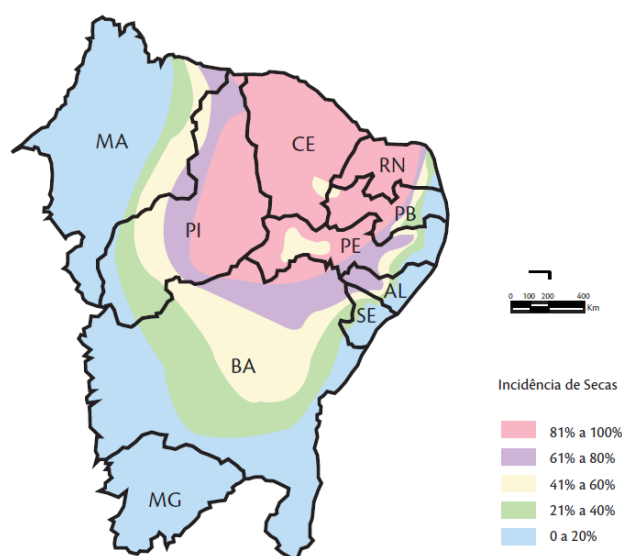 MA
CE
RN
PB
PI
PE
AL
SE
BA
MG
0 100 200 400
Km
Incidência de Secas
81% a 100%
61% a 80%
41% a 60%
21% a 40%
0 a 20%